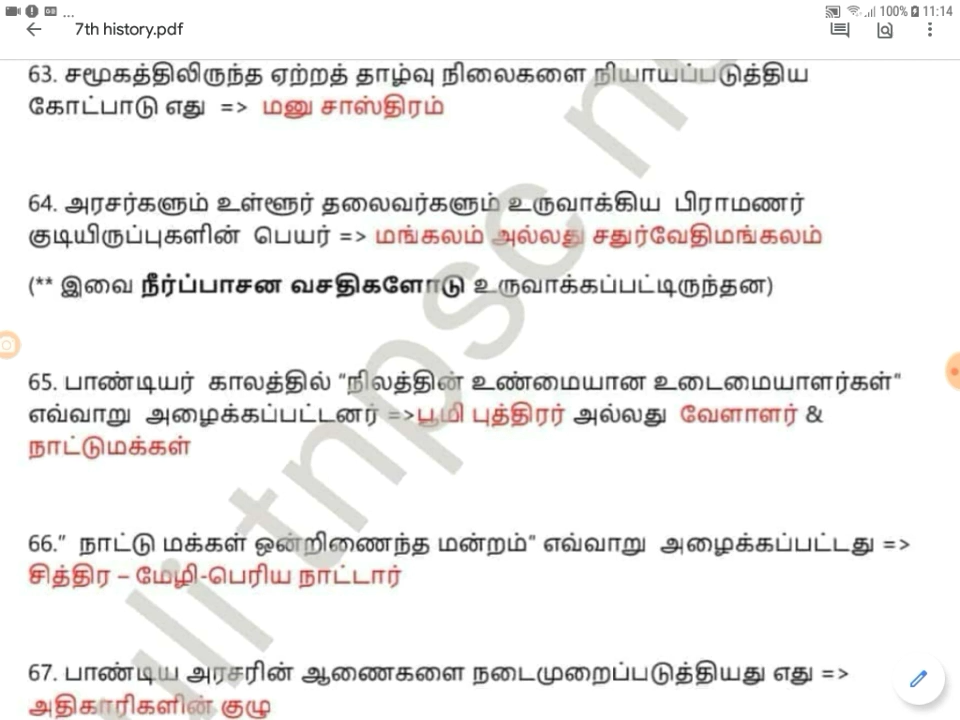 100% 11:14
7th history.pdf
63. சமூகத்திலிருந்த ஏற்றத் தாழ்வு நிலைகளை நியாயப்படுத்திய
கோட்பாடு எது => மனு சாஸ்திரம்
64. அரசர்களும் உள்ளூர் தலைவர்களும் உருவாக்கிய பிராமணர்
குடியிருப்புகளின் பெயர் => மங்கலம் அல்லது சதுர்வேதிமங்கலம்
(** இவை நீர்ப்பாசன வசதிகளோடு உருவாக்கப்பட்டிருந்தன)
65. பாண்டியர் காலத்தில் "நிலத்தின் உண்மையான உடைமையாளர்கள்"
எவ்வாறு அழைக்கப்பட்டனர் =>பூமி புத்திரர் அல்லது வேளாளர் &
நாட்டுமக்கள்
66." நாட்டு மக்கள் ஒன்றிணைந்த மன்றம்" எவ்வாறு அழைக்கப்பட்டது =>
சித்திர – மேழி-பெரிய நாட்டார்
67. பாண்டிய அரசரின் ஆணைகளை நடைமுறைப்படுத்தியது எது =>
அதிகாரிகளின் குழு